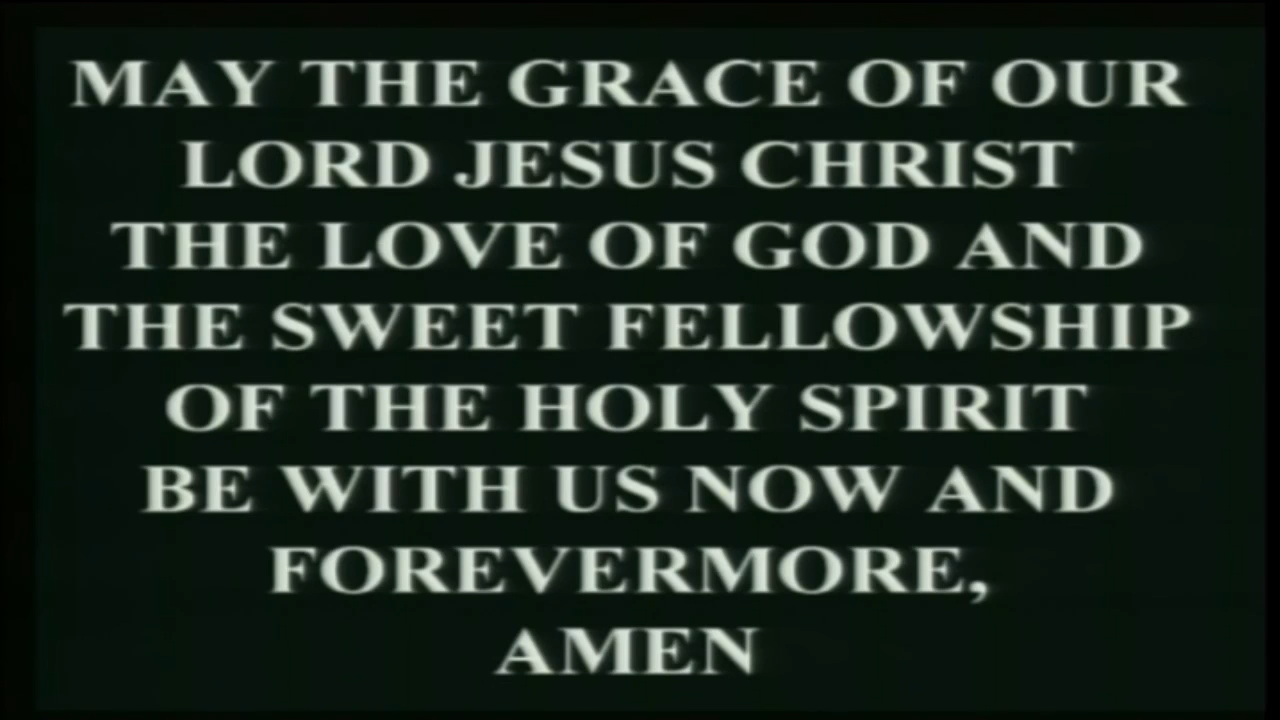 MAY THE GRACE OF OUR
LORD JESUS CHRIST
THE LOVE OF GOD AND
THE SWEET FELLOWSHIP
OF THE HOLY SPIRIT
BE WITH US NOW AND
FOREVERMORE,
AMEN